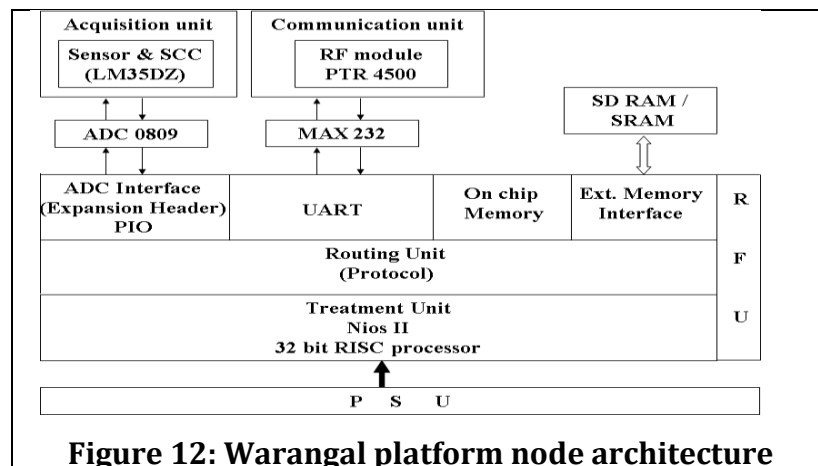 Acquisition unit
Sensor & SCC
(LM35DZ)
Communication unit
RF module
PTR 4500
SD RAM /
SRAM
ADC 0809
MAX 232
ADC Interface
(Expansion Header)
PIO
UART
On chip
Memory
Ext. Memory
Interface
R
F
U
Routing Unit
(Protocol)
Treatment Unit
Nios II
32 bit RISC processor
P S U
Figure 12: Warangal platform node architecture